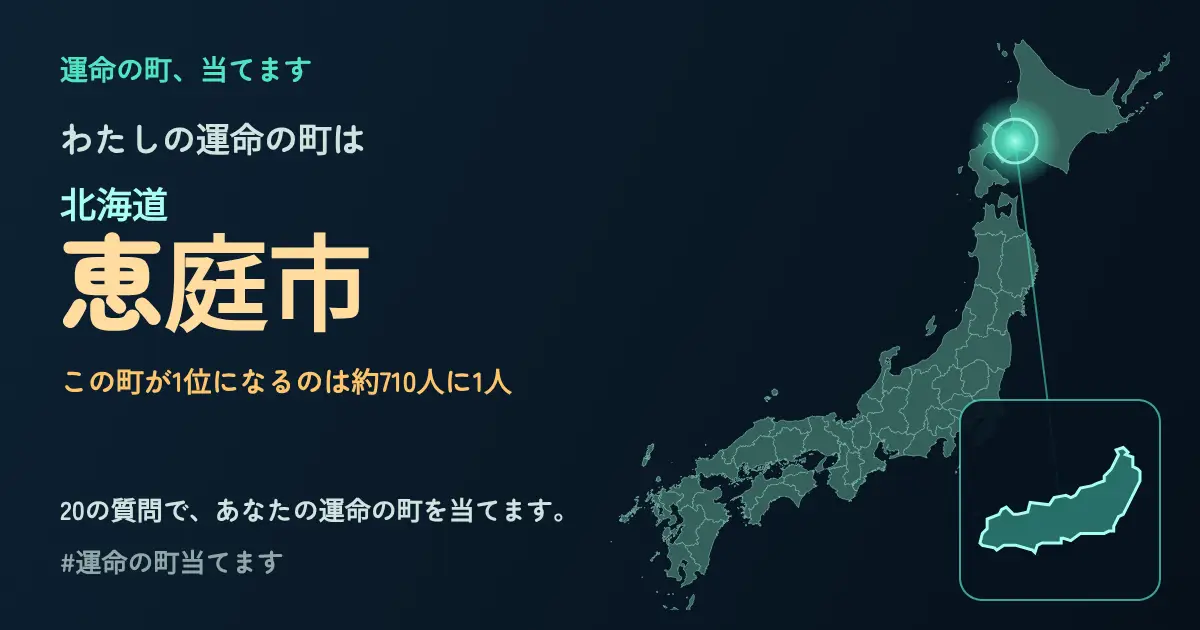 運命の町、当てます
わたしの運命の町は
北海道
恵庭市
この町が1位になるのは約710人に1人
20の質問で、あなたの運命の町を当てます。
#運命の町当てます